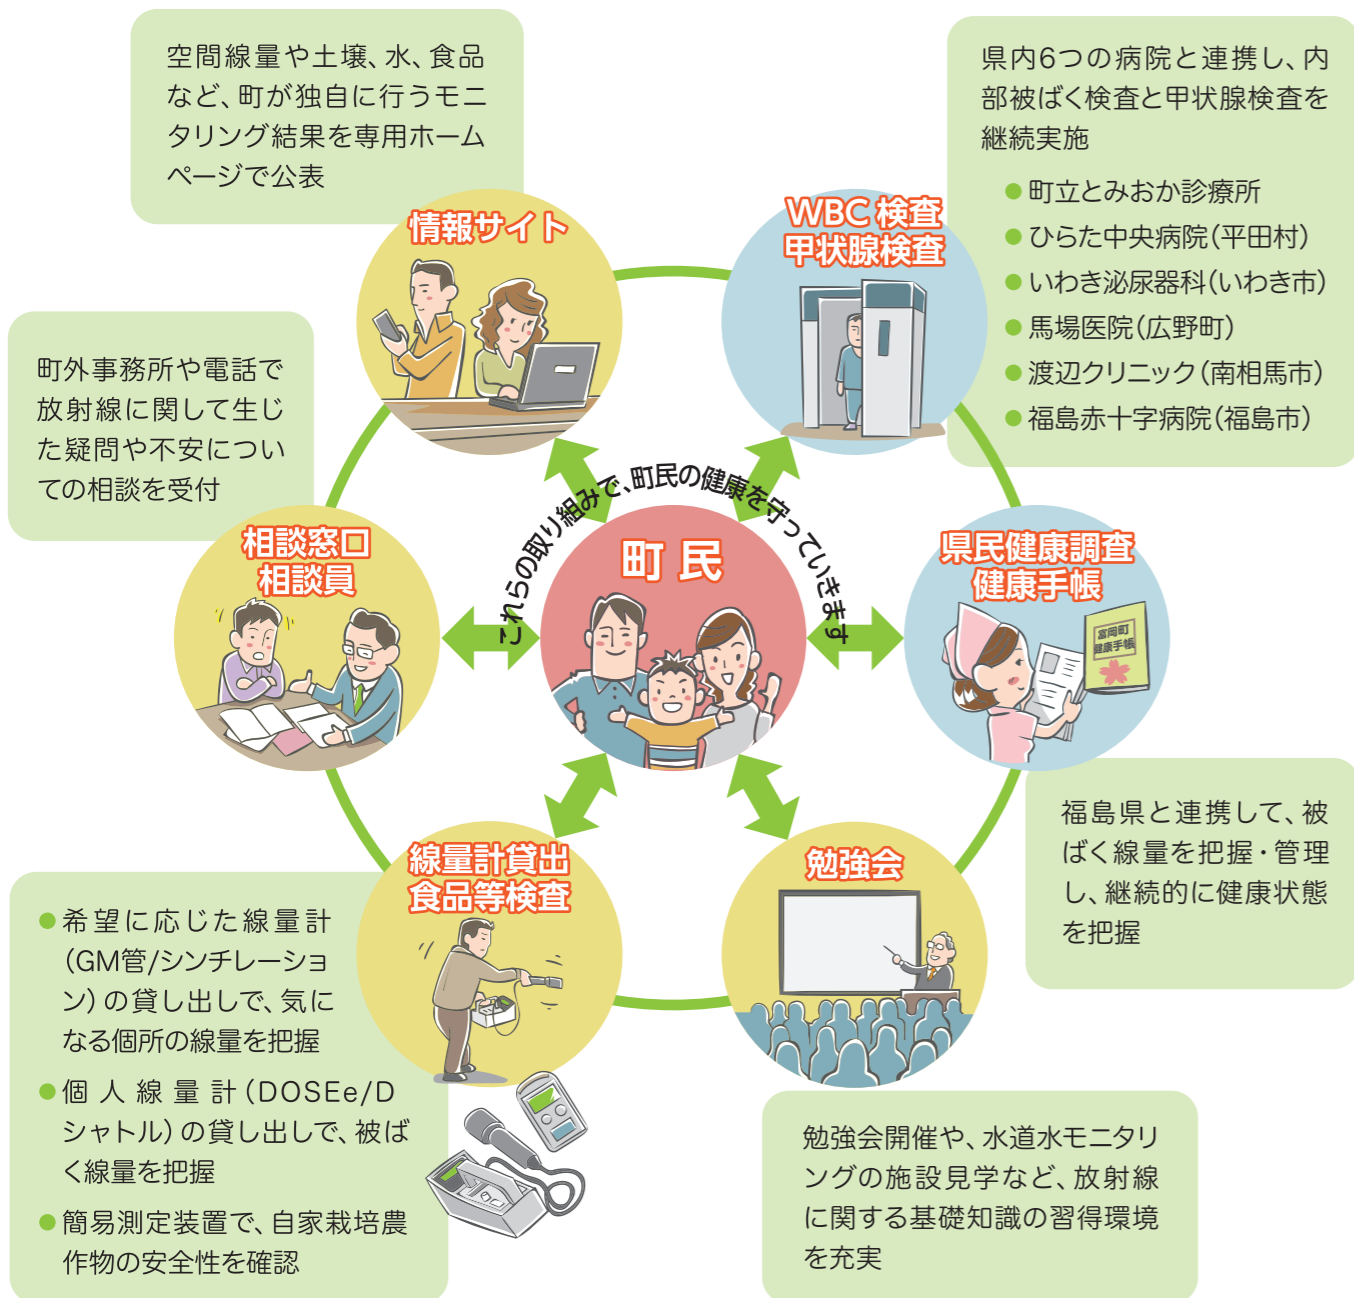 空間線量や土壌、水、食品
など、町が独自に行うモニ
タリング結果を専用ホーム
ページで公表
情報サイト
県内6つの病院と連携し、内
部被ばく検査と甲状腺検査を
継続実施
●町立とみおか診療所
●ひらた中央病院(平田村)
●いわき泌尿器科(いわき市)
●馬場医院(広野町)
●渡辺クリニック(南相馬市)
●福島赤十字病院(福島市)
WBC 検査
甲状腺検査
町外事務所や電話で
放射線に関して生じ
た疑問や不安につい
ての相談を受付
相談窓口
相談員
これらの取り組みで、町民の健康を守っていきます
町民
県民健康調査
健康手帳
富岡町
健康手帳
福島県と連携して、被
ばく線量を把握・管理
し、継続的に健康状態
を把握
線量計貸出
食品等検査
●希望に応じた線量計
(GM管/シンチレーショ
ン)の貸し出しで、気に
なる個所の線量を把握
●個人線量計(DOSEe/D
シャトル)の貸し出しで、被ば
く線量を把握
●簡易測定装置で、自家栽培農
作物の安全性を確認
勉強会
勉強会開催や、水道水モニタリ
ングの施設見学など、放射線
に関する基礎知識の習得環境
を充実